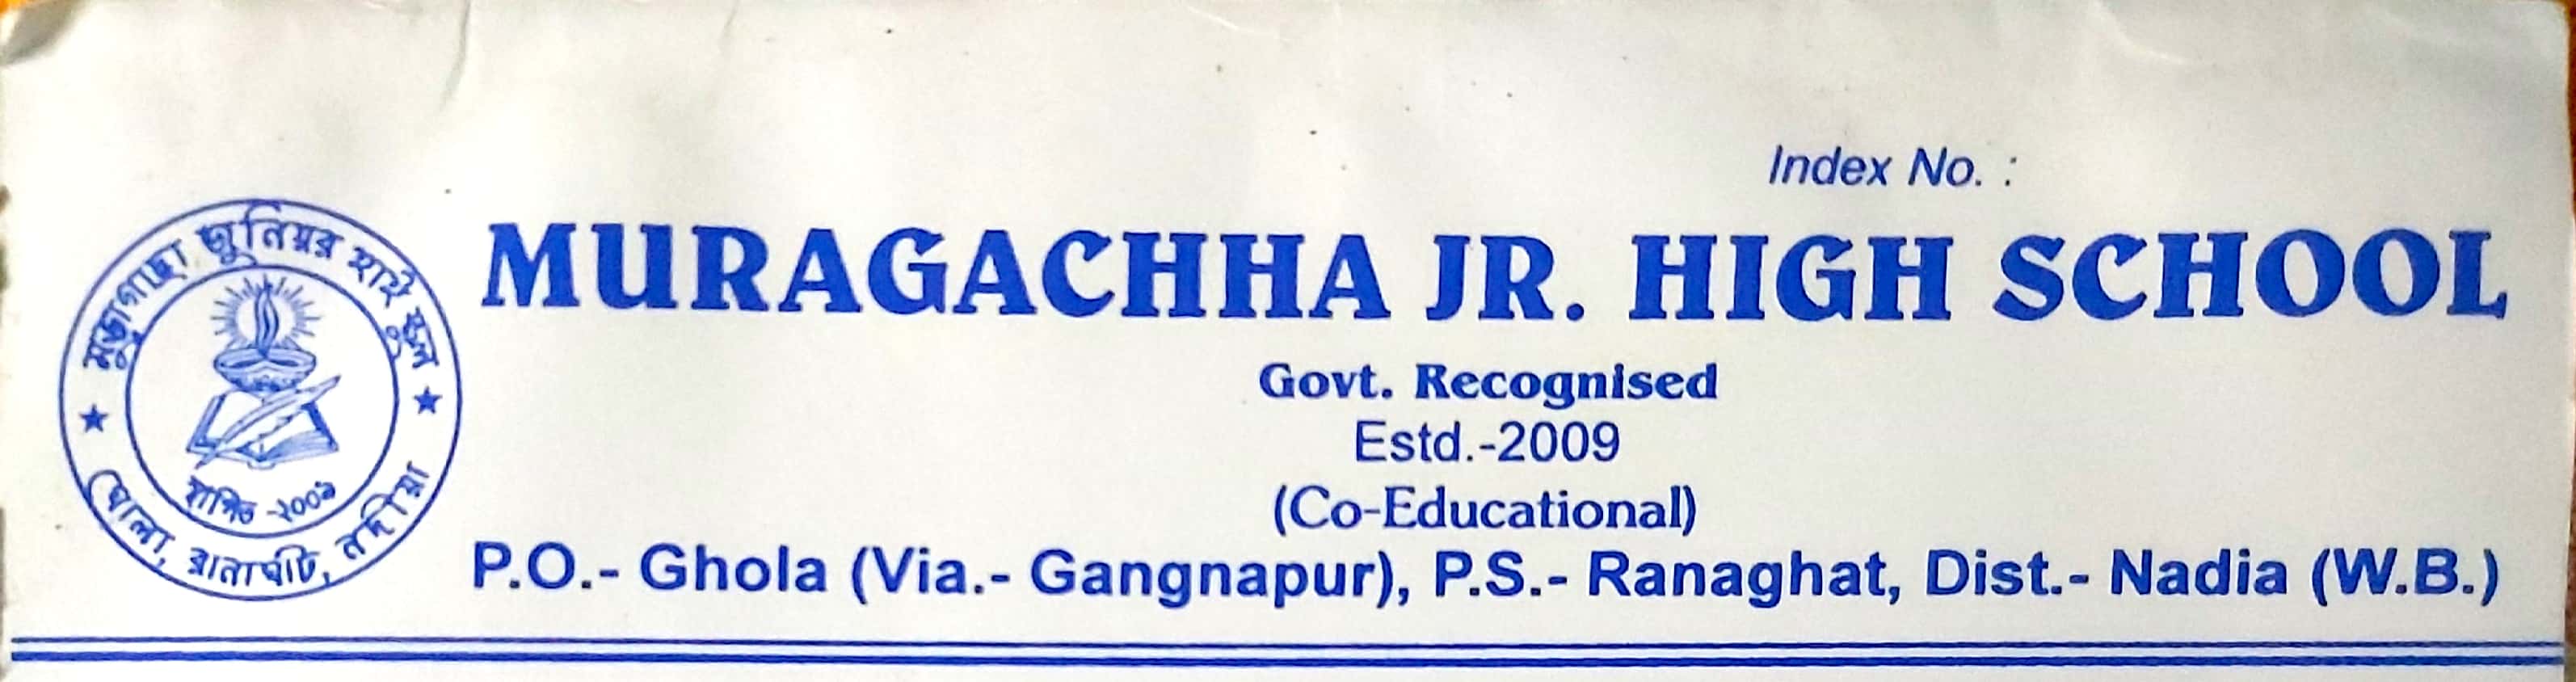 Index No. :
মুড়াগাছা জুনিয়র হাই স্কুল
MURAGACHHA JR. HIGH SCHOOL
Govt. Recognised
Estd.-2009
(Co-Educational)
স্থাপিত -২০০৯
ঘোলা, রানাঘাট, নদীয়া
P.O.- Ghola (Via.- Gangnapur), P.S.- Ranaghat, Dist.- Nadia (W.B.)